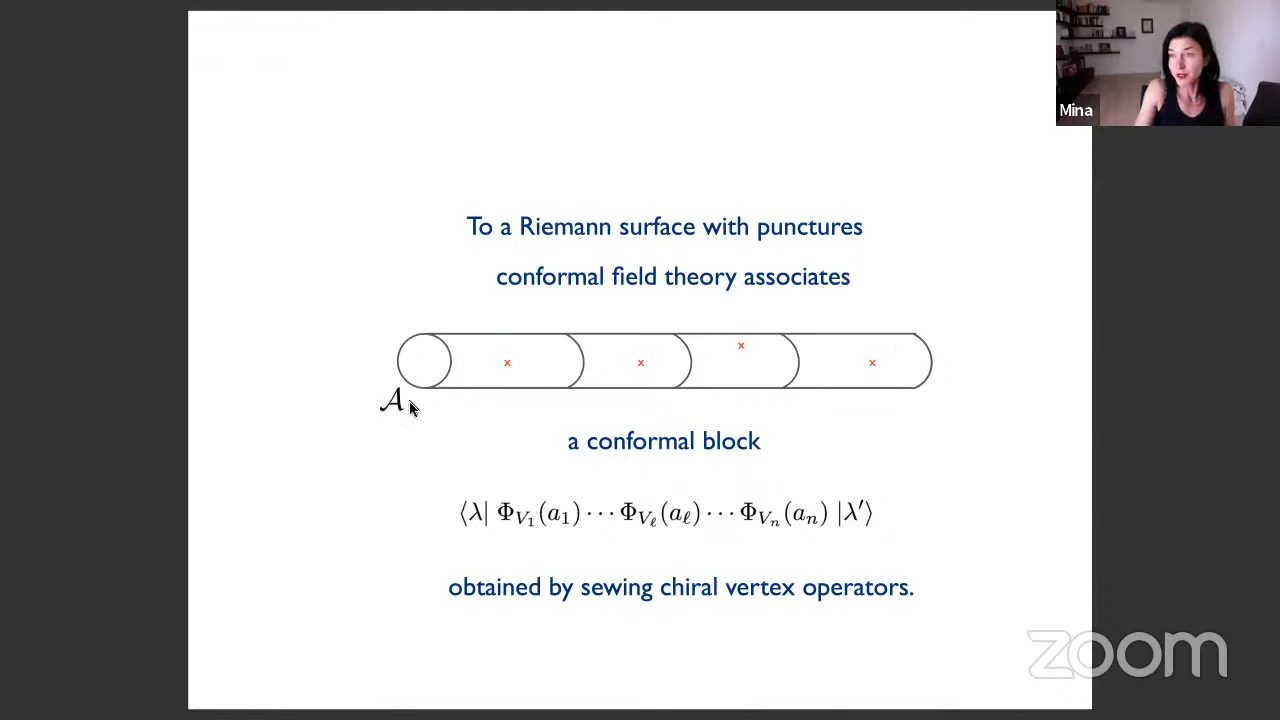 Mina
To a Riemann surface with punctures
conformal field theory associates
x x x x
𝒜
a conformal block
⟨λ| Φ_{V_1}(a_1) ··· Φ_{V_ℓ}(a_ℓ) ··· Φ_{V_n}(a_n) |λ′⟩
obtained by sewing chiral vertex operators.
zoom